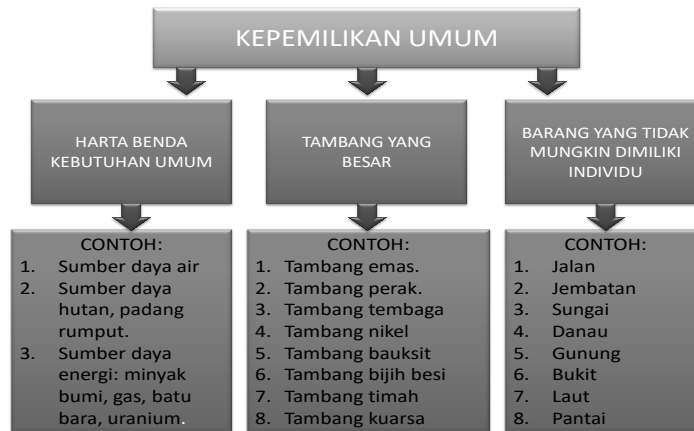 KEPEMILIKAN UMUM
HARTA BENDA
KEBUTUHAN UMUM
CONTOH:
1. Sumber daya air
2. Sumber daya
hutan, padang
rumput.
3. Sumber daya
energi: minyak
bumi, gas, batu
bara, uranium.
TAMBANG YANG
BESAR
CONTOH:
1. Tambang emas.
2. Tambang perak.
3. Tambang tembaga
4. Tambang nikel
5. Tambang bauksit
6. Tambang bijih besi
7. Tambang timah
8. Tambang kuarsa
BARANG YANG TIDAK
MUNGKIN DIMILIKI
INDIVIDU
CONTOH:
1. Jalan
2. Jembatan
3. Sungai
4. Danau
5. Gunung
6. Bukit
7. Laut
8. Pantai